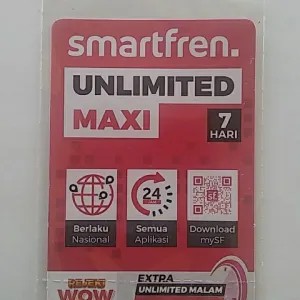 smartfren.
UNLIMITED
MAXI
7
HARI
24
Berlaku
Nasional
Semua
Aplikasi
Download
mySF
EXTRA
UNLIMITED MALAM
WOW